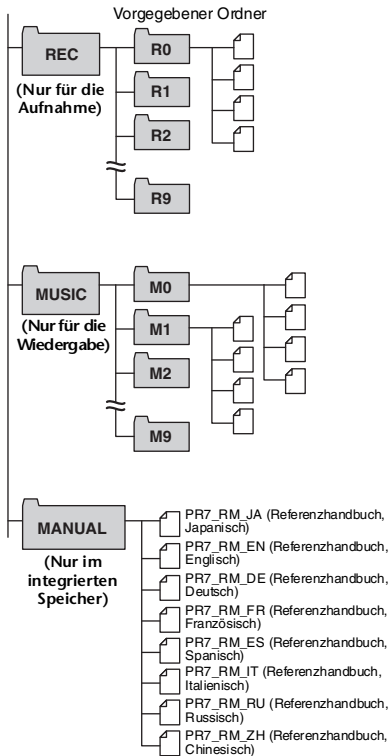 Vorgegebener Ordner
REC
R0
(Nur für die
Aufnahme)
R1
R2
R9
MUSIC
M0
(Nur für die
Wiedergabe)
M1
M2
M9
MANUAL
(Nur im
integrierten
Speicher)
PR7_RM_JA (Referenzhandbuch,
Japanisch)
PR7_RM_EN (Referenzhandbuch,
Englisch)
PR7_RM_DE (Referenzhandbuch,
Deutsch)
PR7_RM_FR (Referenzhandbuch,
Französisch)
PR7_RM_ES (Referenzhandbuch,
Spanisch)
PR7_RM_IT (Referenzhandbuch,
Italienisch)
PR7_RM_RU (Referenzhandbuch,
Russisch)
PR7_RM_ZH (Referenzhandbuch,
Chinesisch)